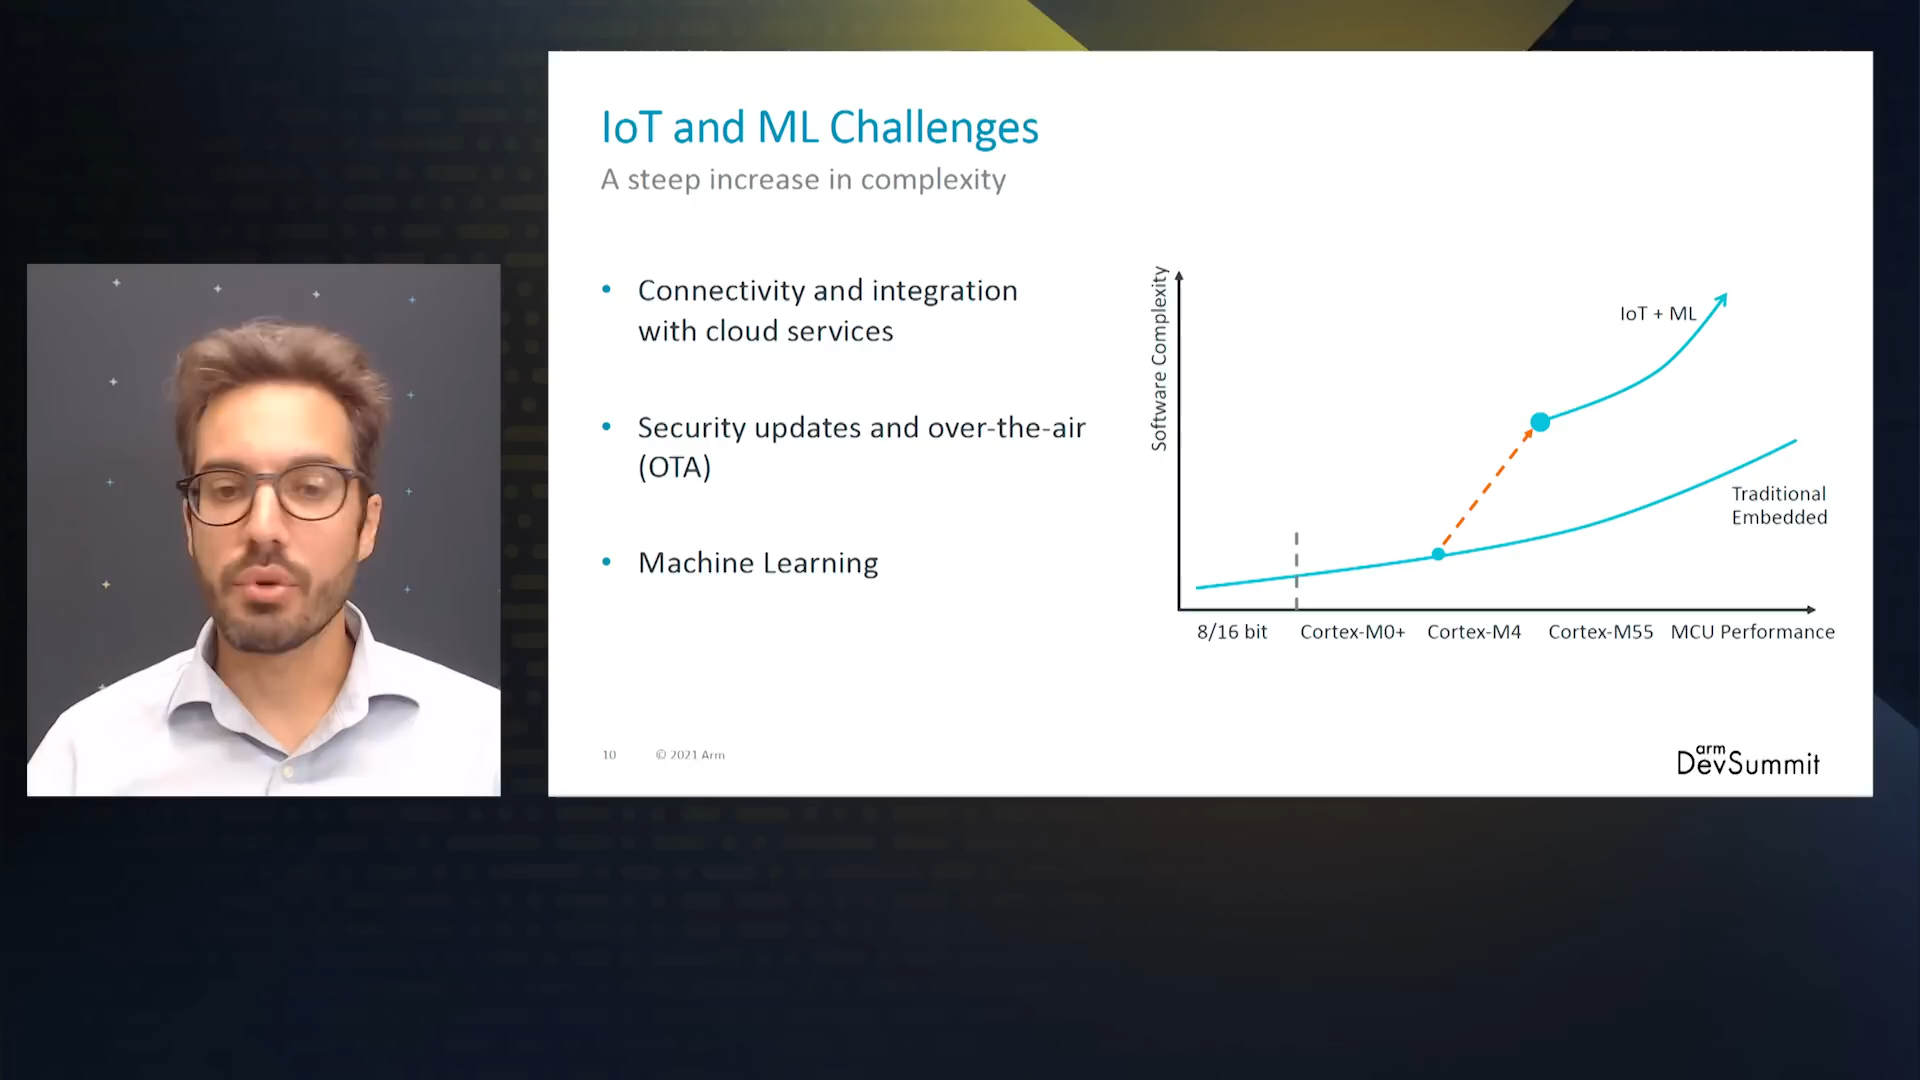 IoT and ML Challenges
A steep increase in complexity
• Connectivity and integration
with cloud services
• Security updates and over-the-air
(OTA)
• Machine Learning
Software Complexity
IoT + ML
Traditional
Embedded
8/16 bit
Cortex-M0+
Cortex-M4
Cortex-M55
MCU Performance
10
© 2021 Arm
arm
DevSummit